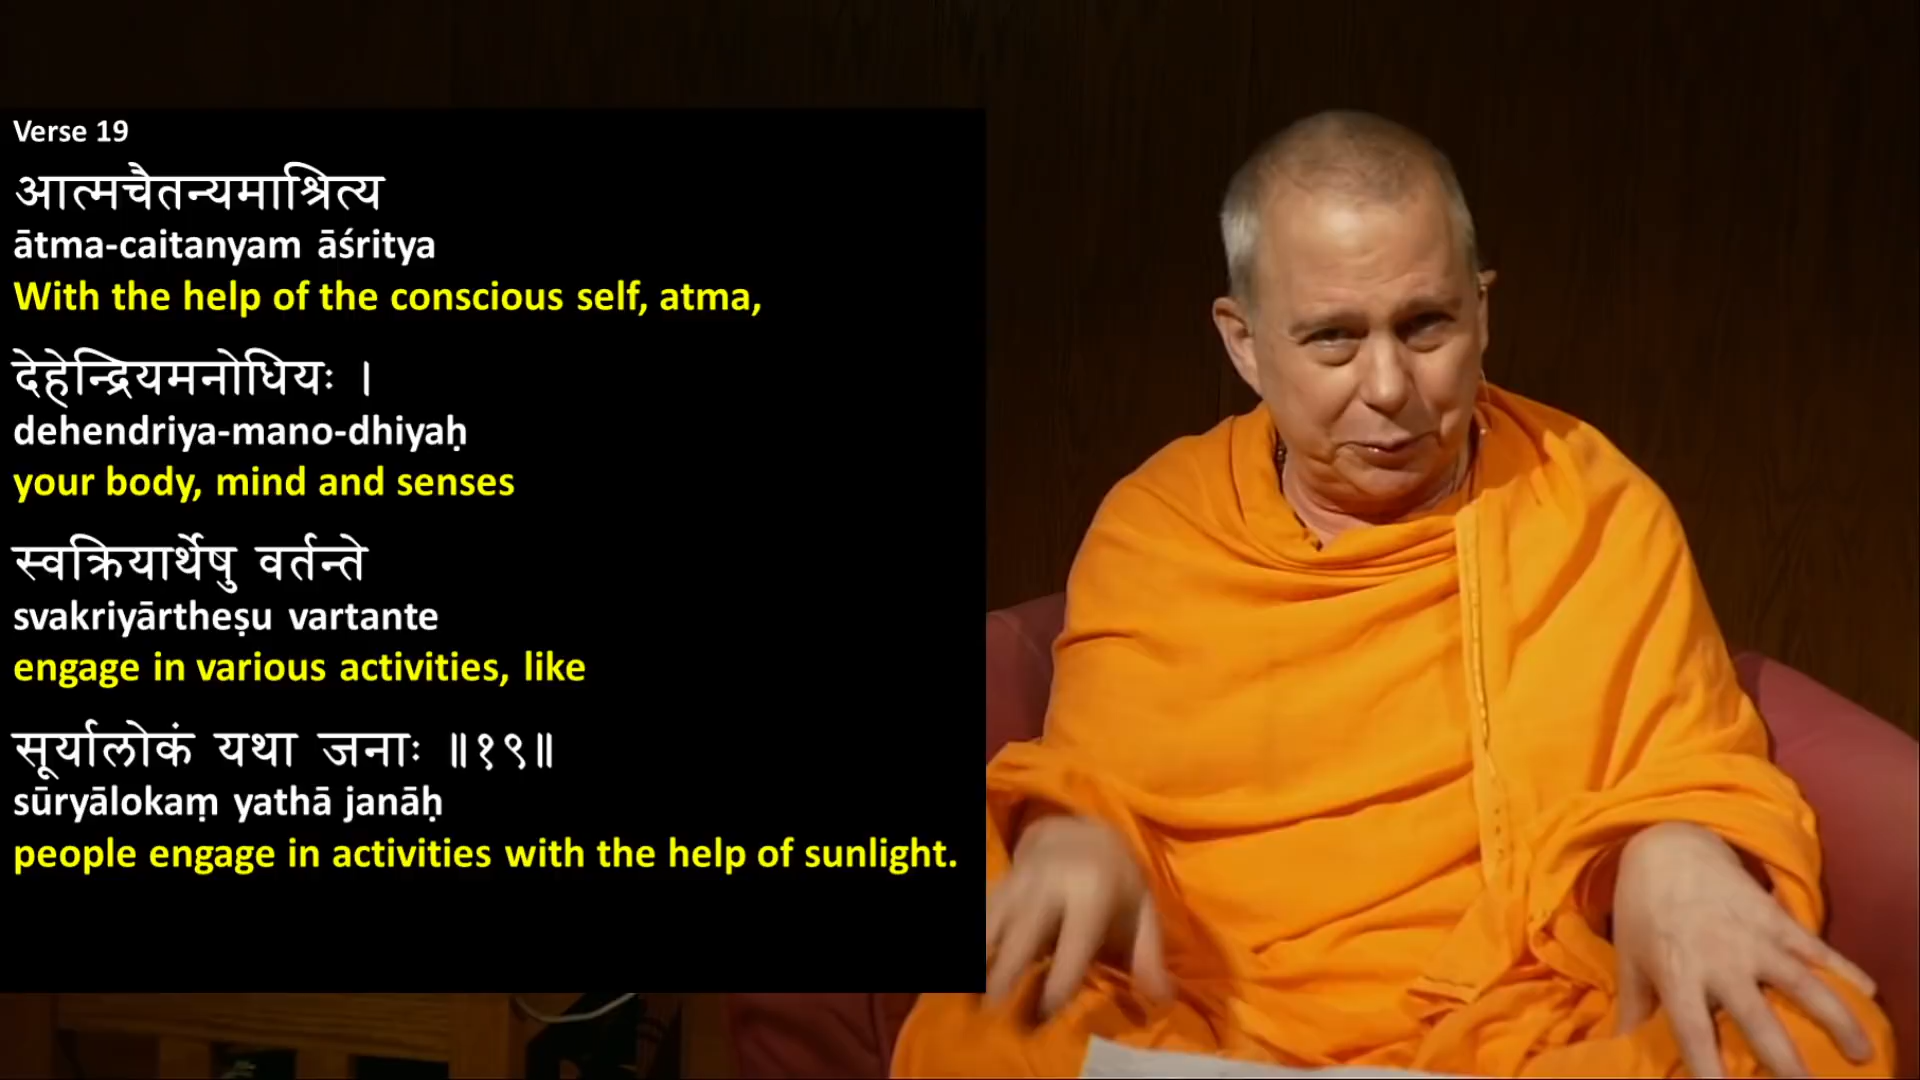 Verse 19
आत्मचैतन्यमाश्रित्य
ātma-caitanyam āśritya
With the help of the conscious self, atma,
देहेन्द्रियमनोधियः ।
dehendriya-mano-dhiyaḥ
your body, mind and senses
स्वक्रियार्थेषु वर्तन्ते
svakriyārtheṣu vartante
engage in various activities, like
सूर्यालोकं यथा जनाः ॥१९॥
sūryālokaṃ yathā janāḥ
people engage in activities with the help of sunlight.